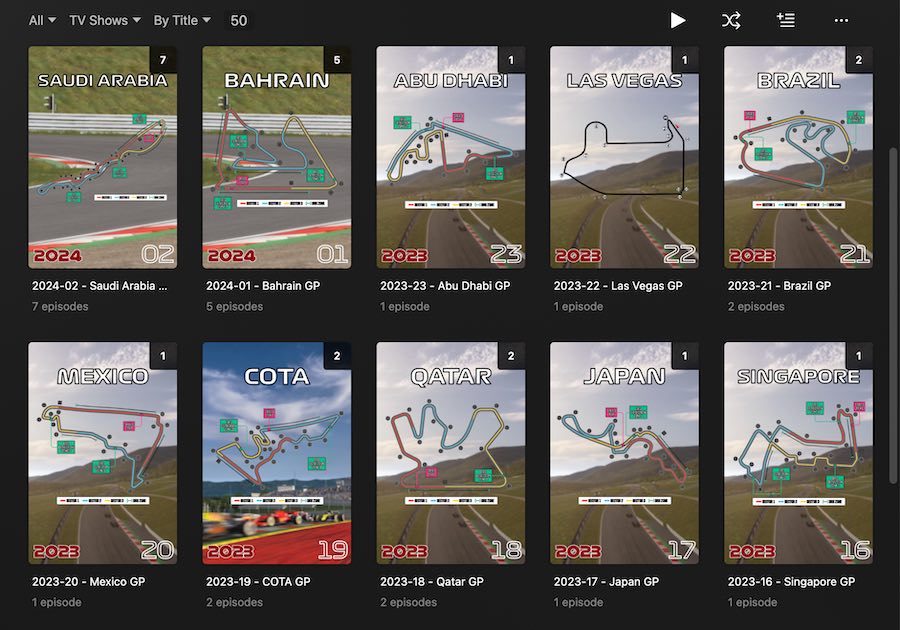 All TV Shows By Title 50
7 5 1 1 2
SAUDI ARABIA BAHRAIN ABU DHABI LAS VEGAS BRAZIL
2024 02 2024 01 2023 23 2023 22 2023 21
2024-02 - Saudi Arabia ... 2024-01 - Bahrain GP 2023-23 - Abu Dhabi GP 2023-22 - Las Vegas GP 2023-21 - Brazil GP
7 episodes 5 episodes 1 episode 1 episode 2 episodes
1 2 2 1 1
MEXICO COTA QATAR JAPAN SINGAPORE
2023 20 2023 19 2023 18 2023 17 2023 16
2023-20 - Mexico GP 2023-19 - COTA GP 2023-18 - Qatar GP 2023-17 - Japan GP 2023-16 - Singapore GP
1 episode 2 episodes 2 episodes 1 episode 1 episode